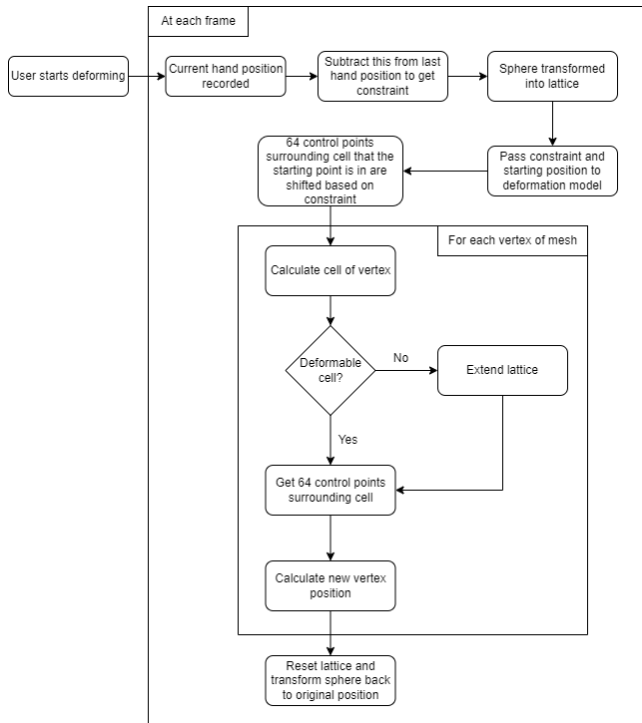 At each frame
User starts deforming
Current hand position
recorded
Subtract this from last
hand position to get
constraint
Sphere transformed
into lattice
Pass constraint and
starting position to
deformation model
64 control points
surrounding cell that the
starting point is in are
shifted based on
constraint
For each vertex of mesh
Calculate cell of vertex
Deformable
cell?
No
Extend lattice
Yes
Get 64 control points
surrounding cell
Calculate new vertex
position
Reset lattice and
transform sphere back
to original position